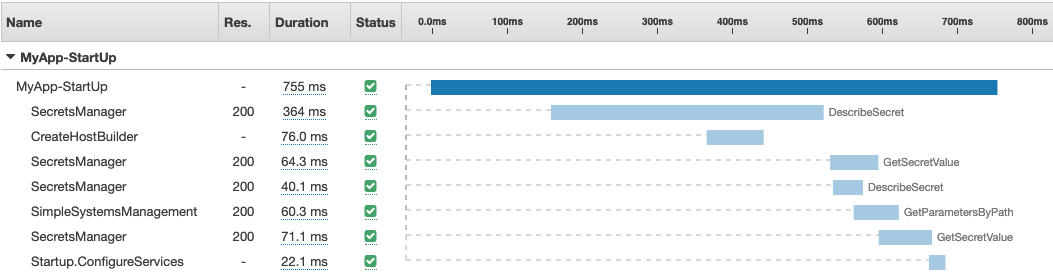 Name Res. Duration Status 0.0ms 100ms 200ms 300ms 400ms 500ms 600ms 700ms 800ms
MyApp-StartUp
MyApp-StartUp - 755 ms
SecretsManager 200 364 ms DescribeSecret
CreateHostBuilder - 76.0 ms
SecretsManager 200 64.3 ms GetSecretValue
SecretsManager 200 40.1 ms DescribeSecret
SimpleSystemsManagement 200 60.3 ms GetParametersByPath
SecretsManager 200 71.1 ms GetSecretValue
Startup.ConfigureServices - 22.1 ms